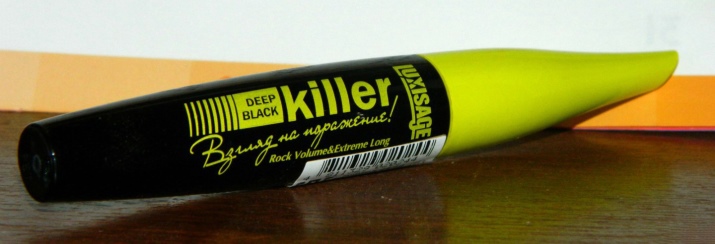 DEEP
BLACK
killer
LUXVISAGE
Взгляд на поражение!
Rock Volume&Extreme Long